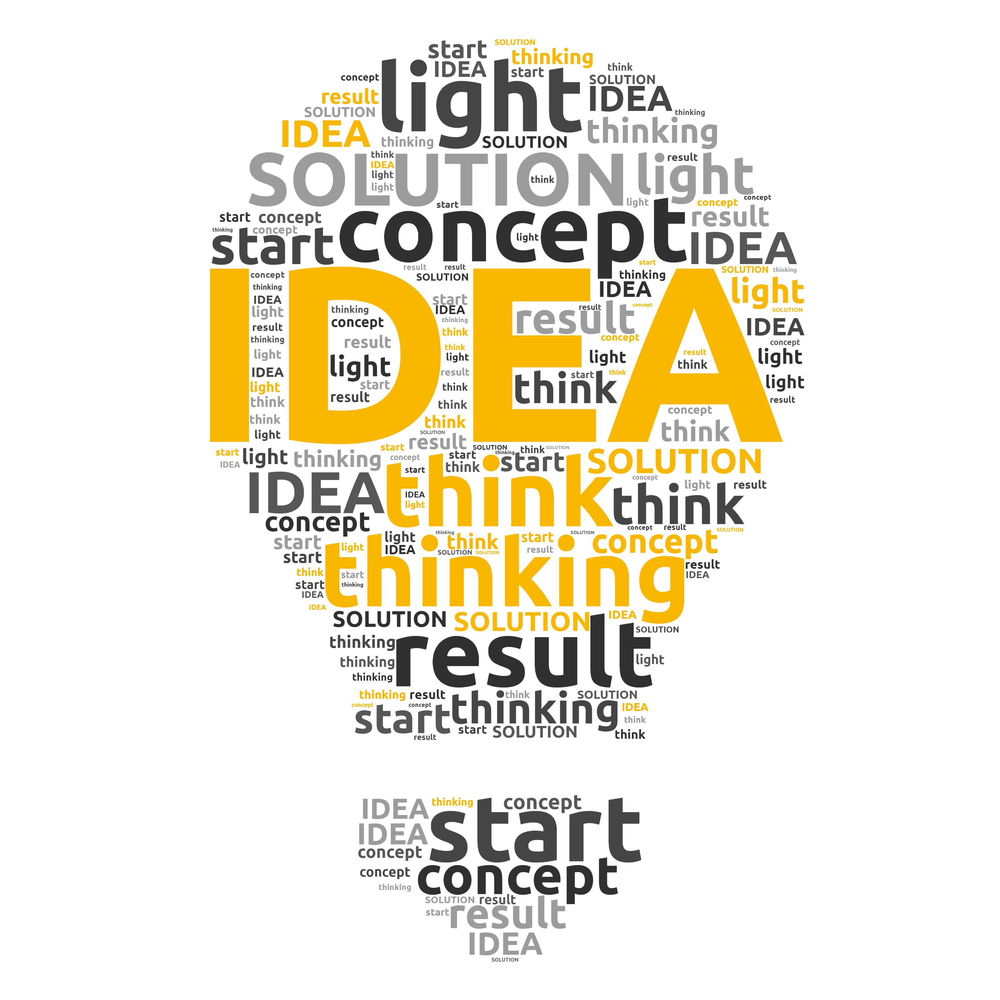 start SOLUTION
thinking
IDEA start think
concept light SOLUTION
result IDEA
SOLUTION thinking
IDEA thinking SOLUTION thinking
think
SOLUTION light result
IDEA
light think
light
start light concept concept
start concept concept result
thinking concept
start light IDEA
IDEA
concept result result start SOLUTION thinking
thinking SOLUTION thinking
IDEA IDEA light
light thinking start result concept SOLUTION
IDEA result
result concept thinking IDEA
thinking result think concept concept
light think light result light
IDEA light result start think think
light start think think light
think result think result
think think concept
light SOLUTION think
start result SOLUTION think SOLUTION
start light thinking concept start thinking start SOLUTION
IDEA think
start concept
IDEA think think light result
IDEA
light
concept concept result SOLUTION
start light thinking think start SOLUTION concept
light IDEA SOLUTION SOLUTION result
start thinking result
think start IDEA
start thinking
IDEA
IDEA
SOLUTION SOLUTION IDEA
SOLUTION
thinking result
thinking light
thinking
thinking result think SOLUTION
concept concept thinking IDEA
start think
start SOLUTION think
result
IDEA thinking concept
start
IDEA
concept
concept concept
thinking
SOLUTION result
start result
IDEA
SOLUTION